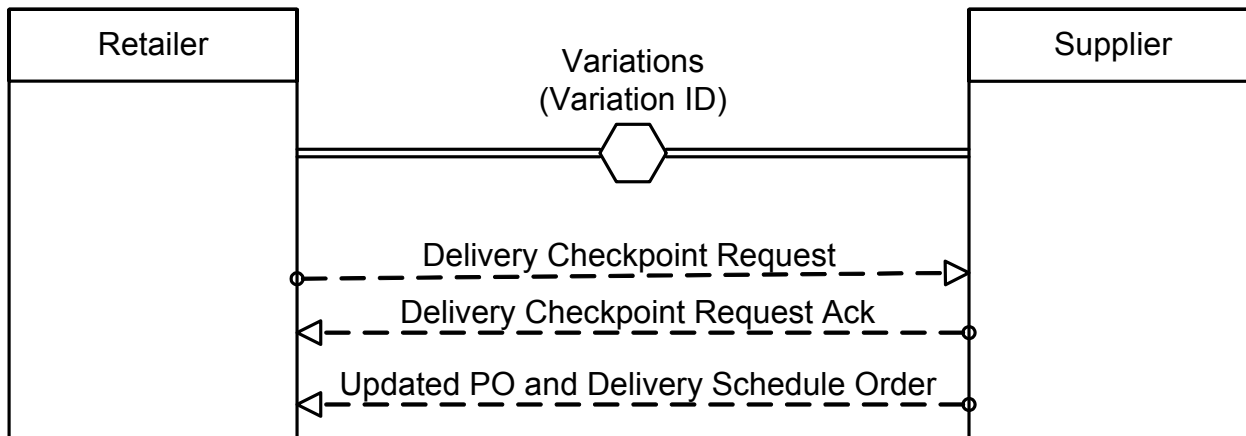 Retailer
Supplier
Variations
(Variation ID)
Delivery Checkpoint Request
Delivery Checkpoint Request Ack
Updated PO and Delivery Schedule Order